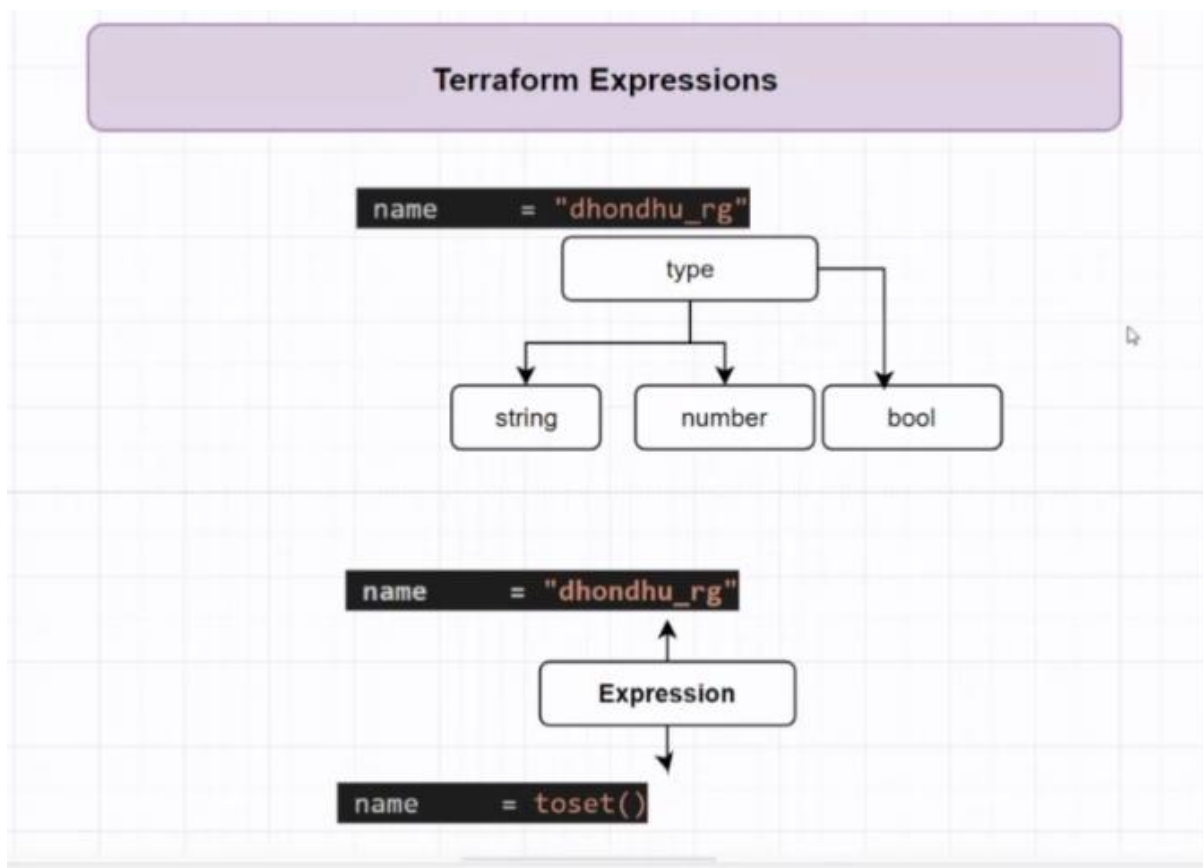 Terraform Expressions
name = "dhondhu_rg"
type
string number bool
name = "dhondhu_rg"
Expression
name = toset()